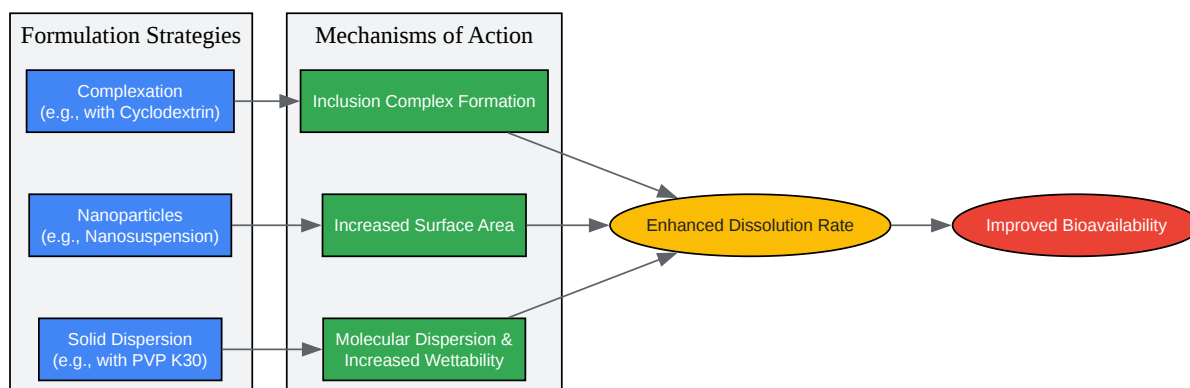 Formulation Strategies
Mechanisms of Action
Complexation
(e.g., with Cyclodextrin)
Inclusion Complex Formation
Nanoparticles
(e.g., Nanosuspension)
Increased Surface Area
Enhanced Dissolution Rate
Improved Bioavailability
Solid Dispersion
(e.g., with PVP K30)
Molecular Dispersion &
Increased Wettability